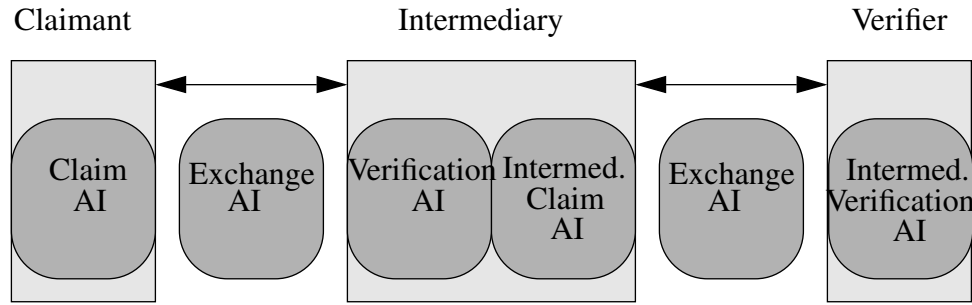 Claimant
Intermediary
Verifier
Claim
AI
Exchange
AI
Verification
AI
Intermed.
Claim
AI
Exchange
AI
Intermed.
Verification
AI